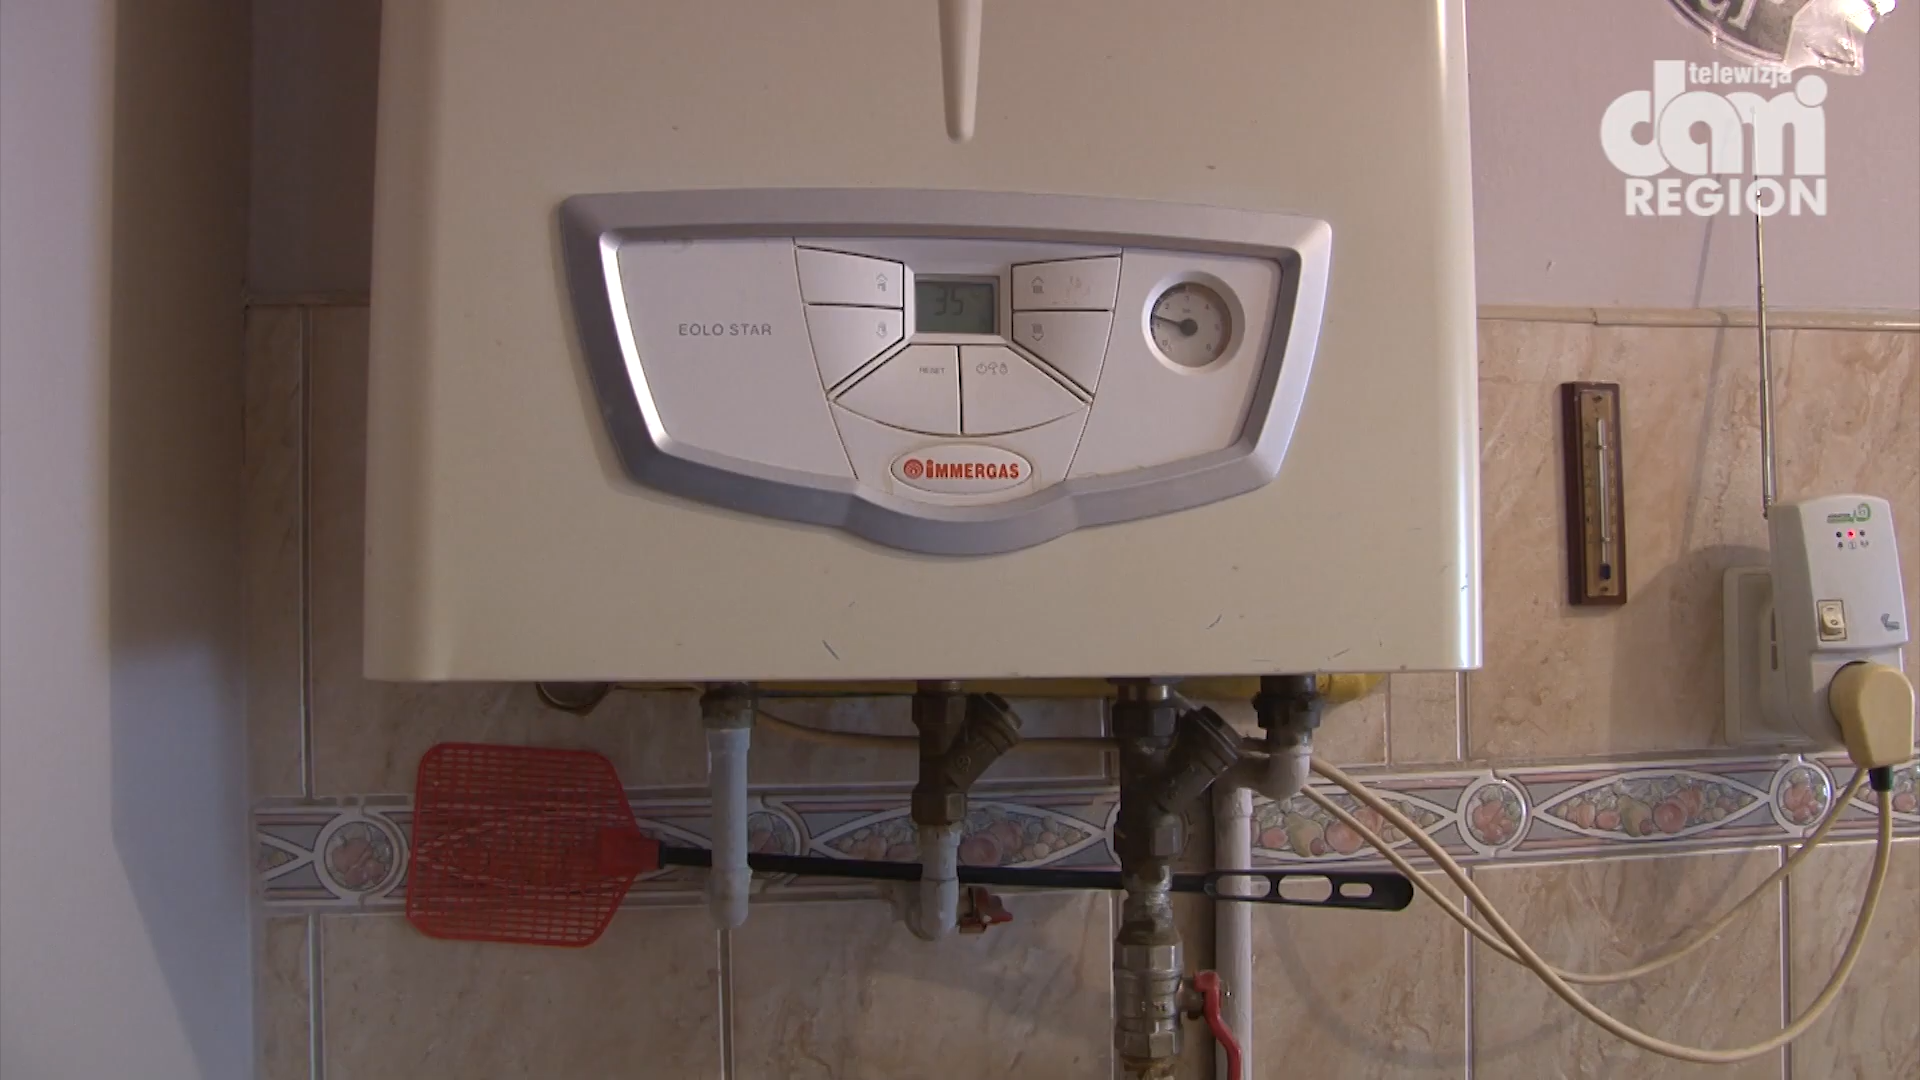 telewizja
dami
REGION
EOLO STAR
35
RESET
IMMERGAS